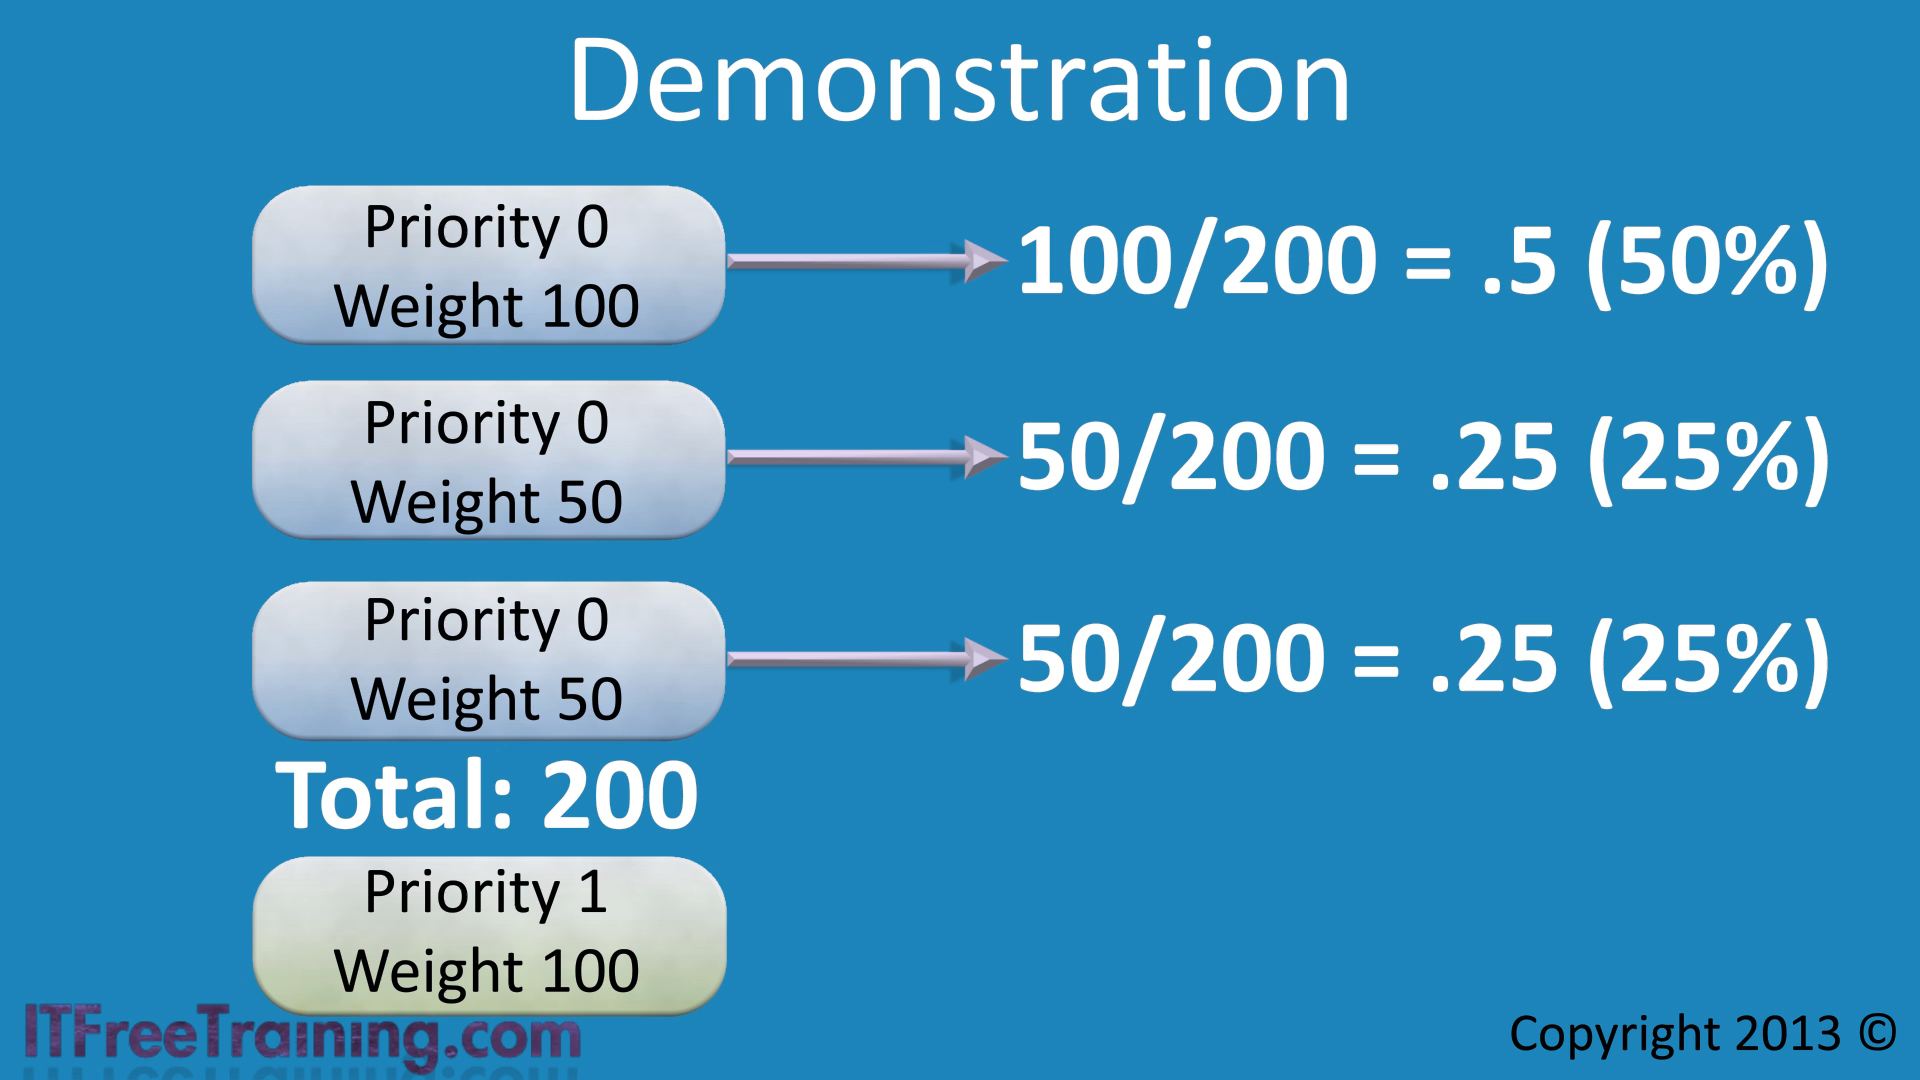 Demonstration
Priority 0
Weight 100
100/200 = .5 (50%)
Priority 0
Weight 50
50/200 = .25 (25%)
Priority 0
Weight 50
50/200 = .25 (25%)
Total: 200
Priority 1
Weight 100
ITFreeTraining.com
Copyright 2013 ©